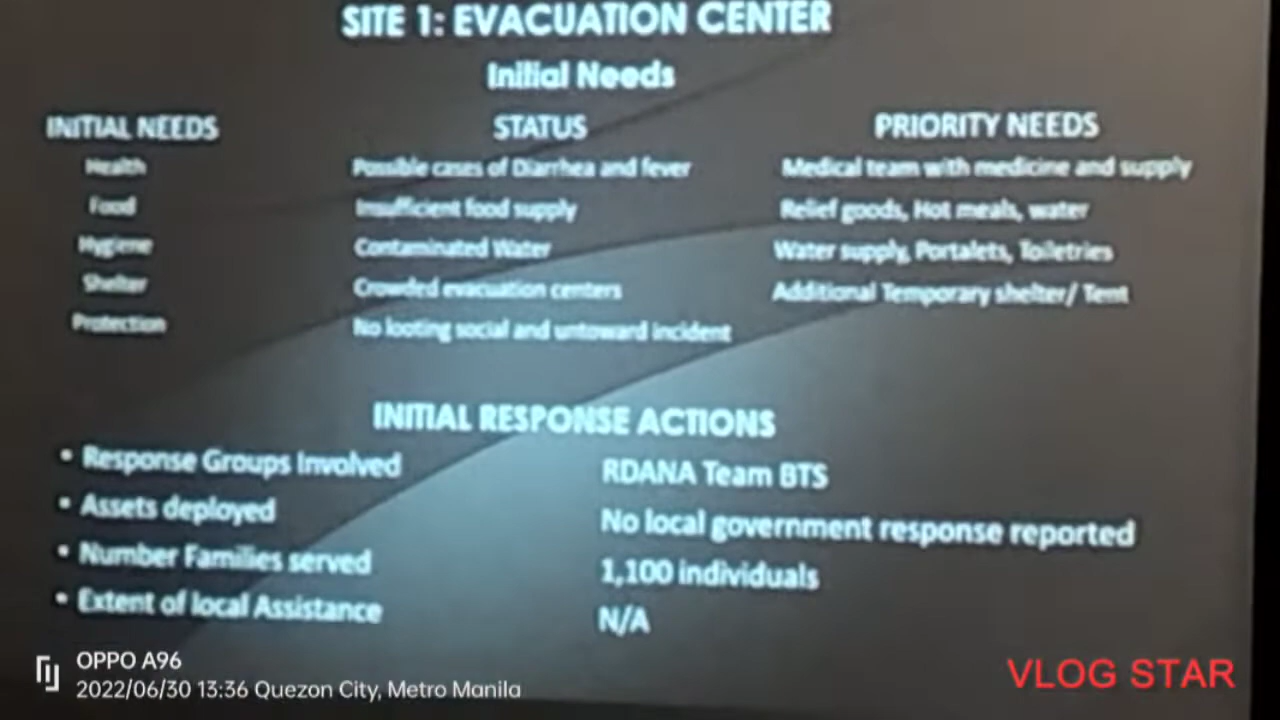 SITE 1: EVACUATION CENTER
Initial Needs
INITIAL NEEDS STATUS PRIORITY NEEDS
Health Possible cases of Diarrhea and fever Medical team with medicine and supply
Food Insufficient food supply Relief goods, Hot meals, water
Hygiene Contaminated Water Water supply, Portalets, Toiletries
Shelter Crowded evacuation centers Additional Temporary shelter/ Tent
Protection No looting social and untoward incident
INITIAL RESPONSE ACTIONS
• Response Groups Involved RDANA Team BTS
• Assets deployed No local government response reported
• Number Families served 1,100 individuals
• Extent of local Assistance N/A
OPPO A96
2022/06/30 13:36 Quezon City, Metro Manila
VLOG STAR